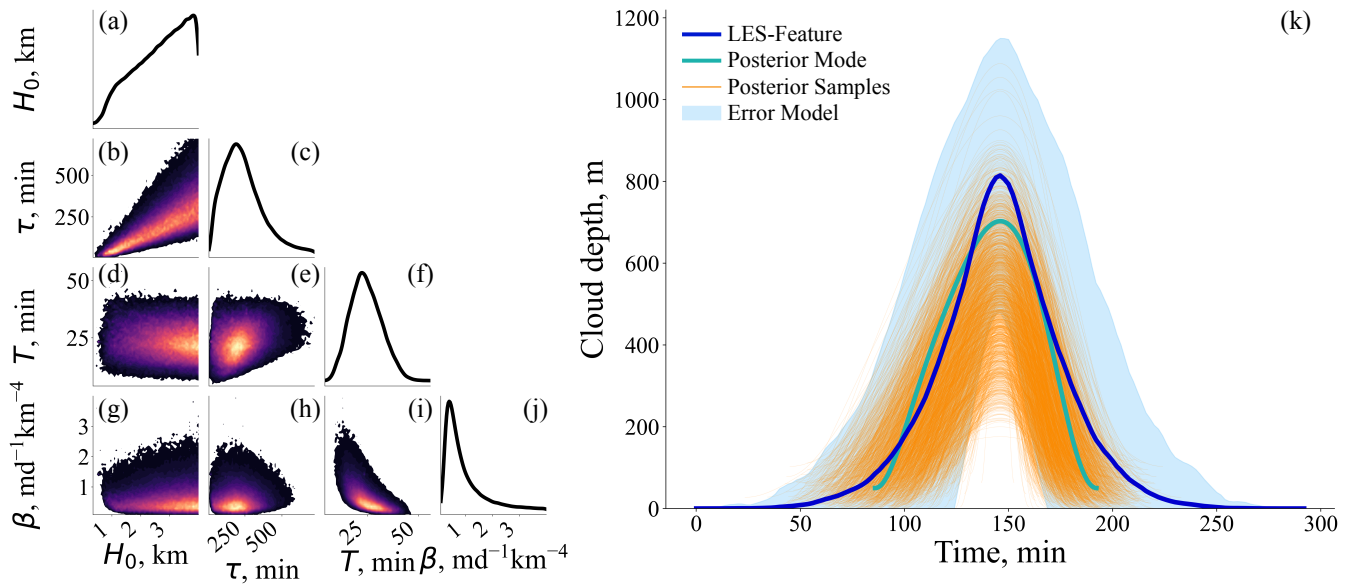 (a)
H₀, km
(b)
(c)
500
250
τ, min
(d)
(e)
(f)
50
25
T, min
(g)
(h)
(i)
(j)
3
2
1
β, md⁻¹km⁻⁴
1 2 3
250 500
25 50
1 2 3
H₀, km
τ, min
T, min
β, md⁻¹km⁻⁴
(k)
LES-Feature
Posterior Mode
Posterior Samples
Error Model
1200
1000
800
600
400
200
0
Cloud depth, m
0 50 100 150 200 250 300
Time, min